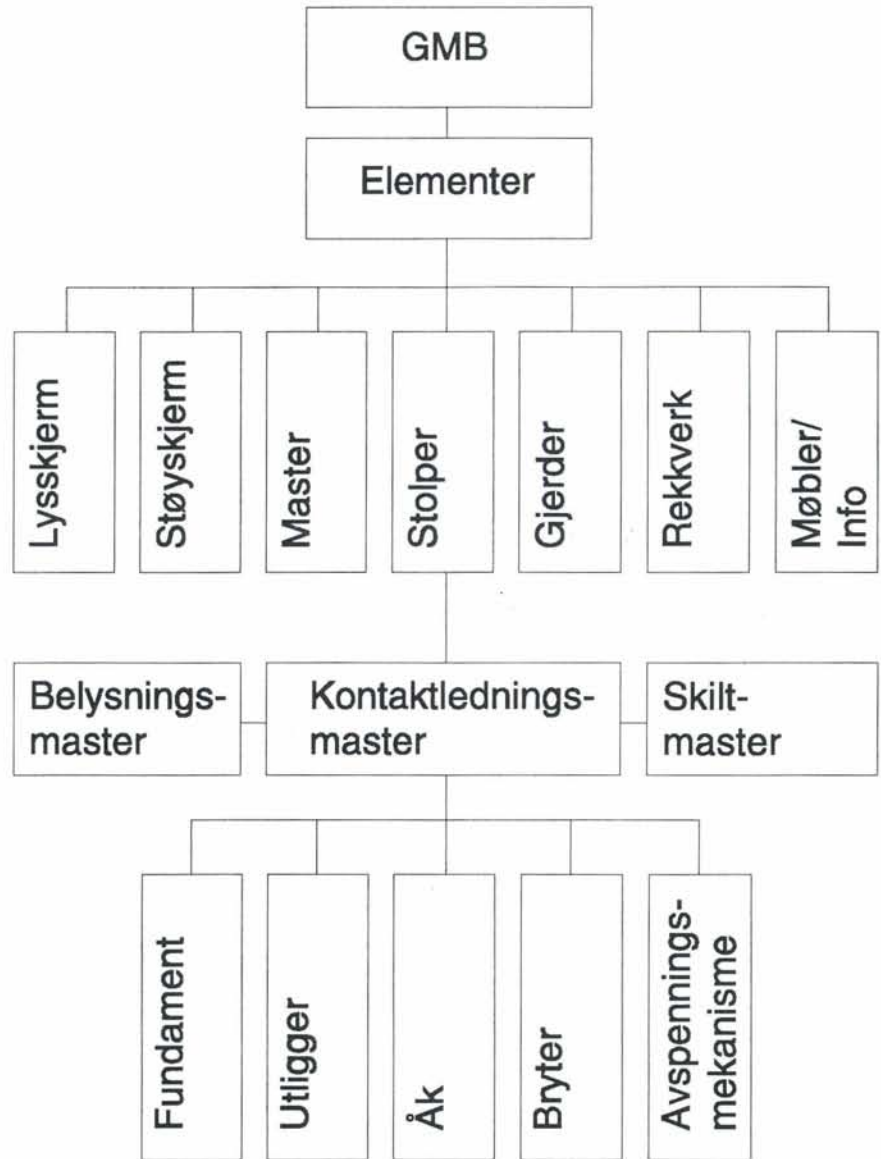 GMB
Elementer
Lysskjerm
Støyskjerm
Master
Stolper
Gjerder
Rekkverk
Møbler/
Info
Belysnings-
master
Kontaktlednings-
master
Skilt-
master
Fundament
Utligger
Åk
Bryter
Avspennings-
mekanisme